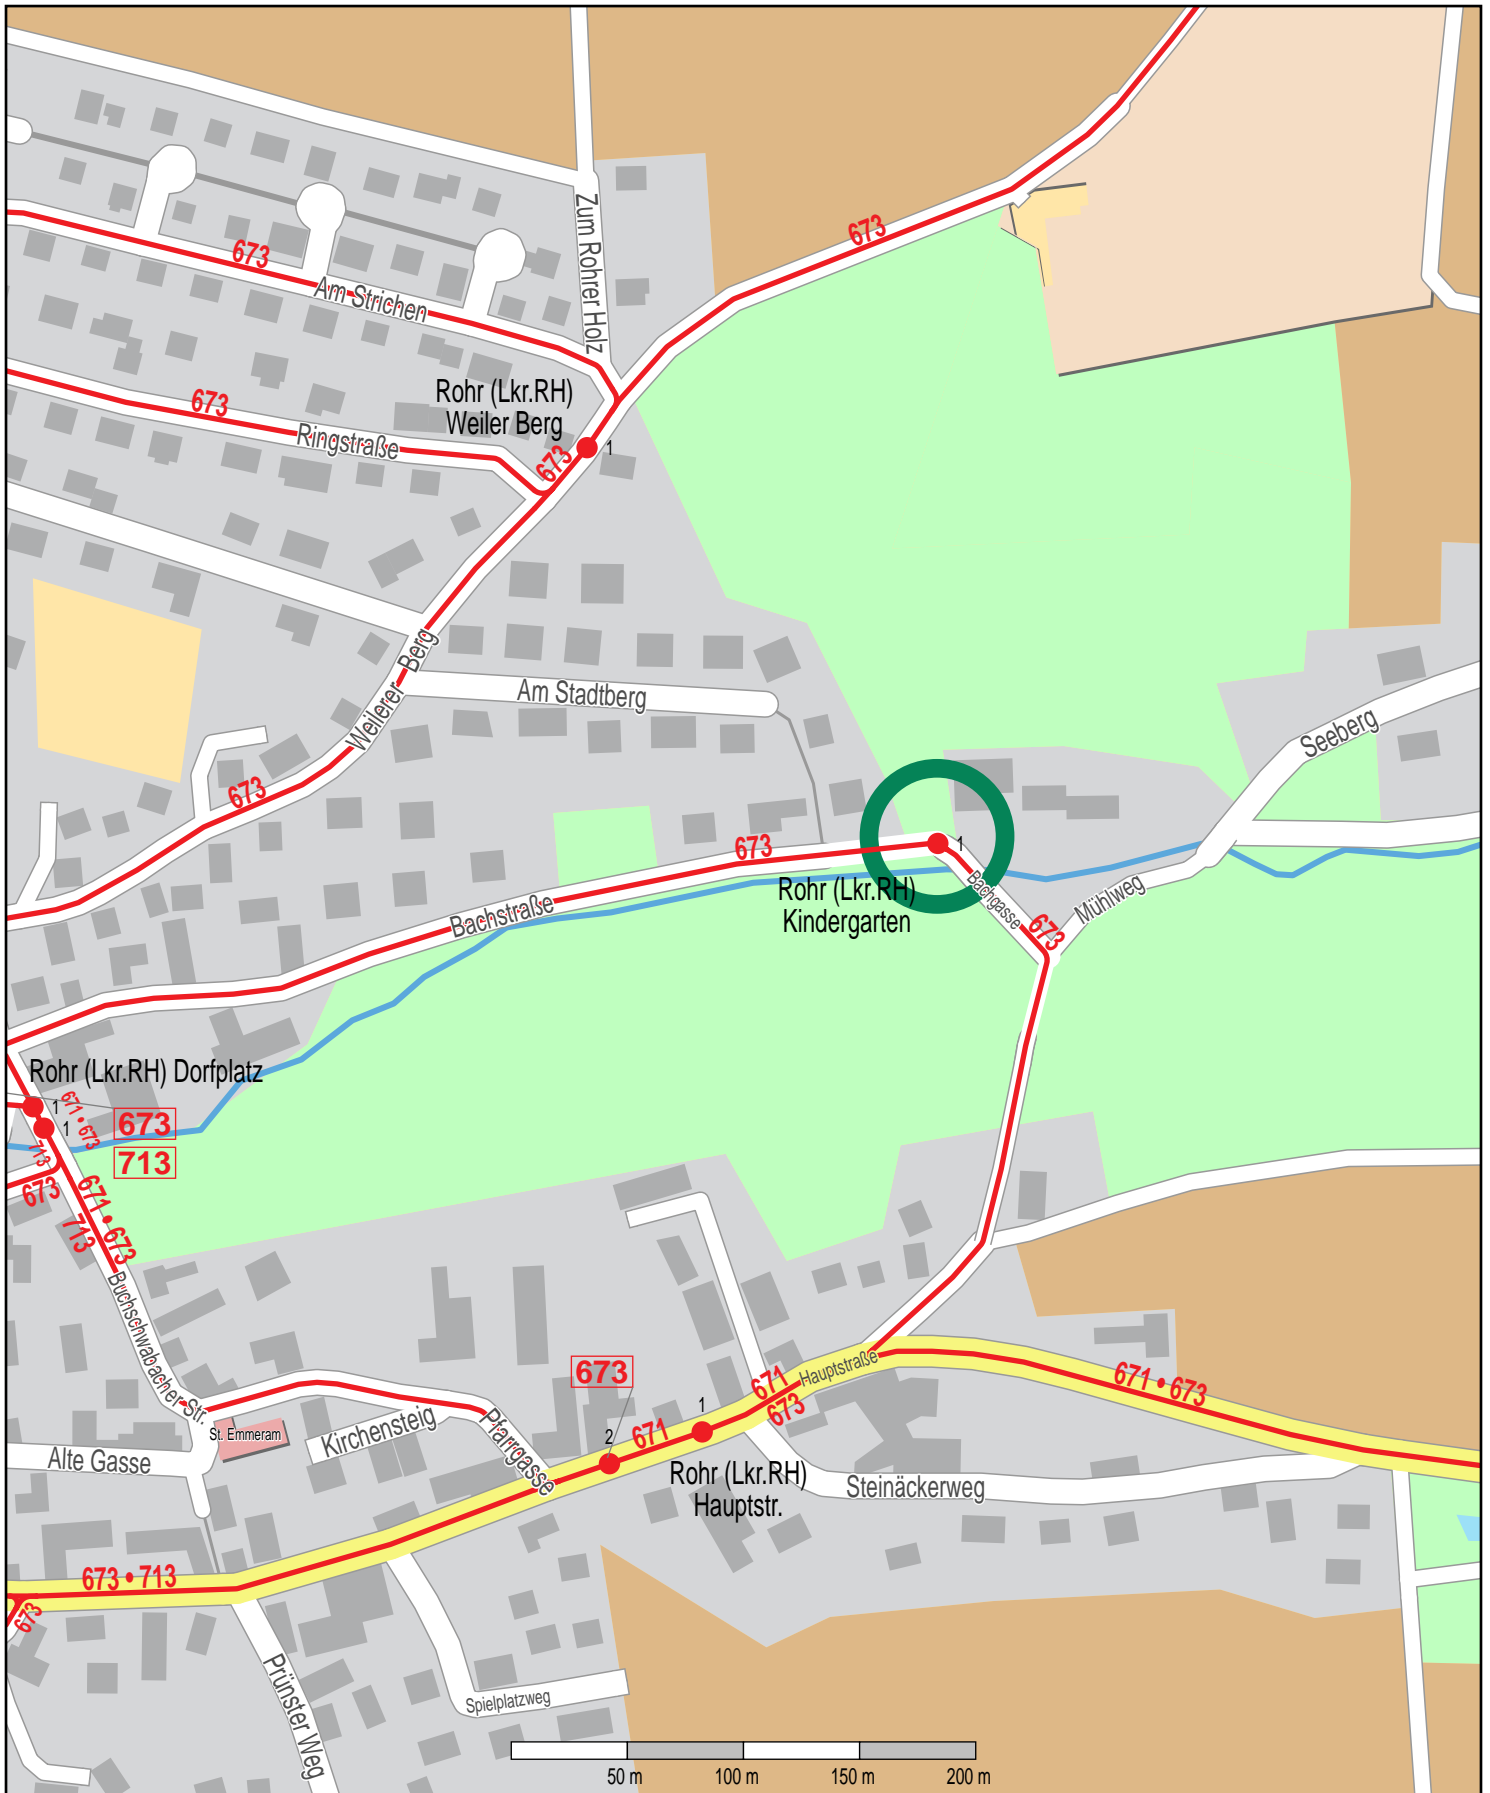 673
Zum Rohrer Holz
673
Am Strichen
673
Ringstraße
Rohr (Lkr.RH)
Weiler Berg
1
673
Weilerer Berg
Am Stadtberg
Seeberg
673
673
1
Rohr (Lkr.RH)
Kindergarten
Bachgasse
Mühlweg
673
Bachstraße
Rohr (Lkr.RH) Dorfplatz
1
1
671 • 673
713
673
713
673
671 • 673
713
Buchschwabacher Str.
St. Emmeram
Alte Gasse
Kirchensteig
Pfarrgasse
673
2
671
1
671
673
Hauptstraße
671 • 673
Rohr (Lkr.RH)
Hauptstr.
Steinäckerweg
673 • 713
673
Prünster Weg
Spielplatzweg
50 m
100 m
150 m
200 m